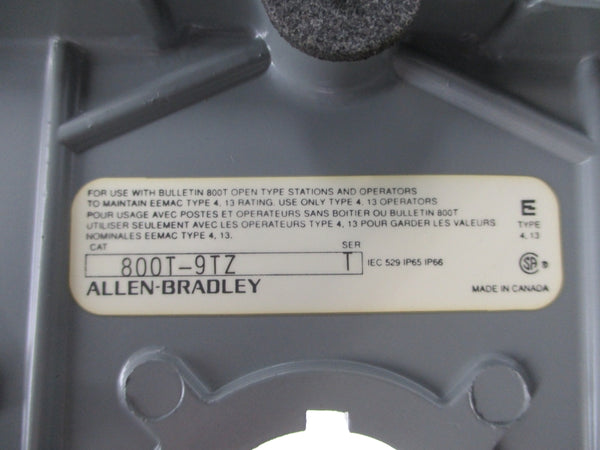 FOR USE WITH BULLETIN 800T OPEN TYPE STATIONS AND OPERATORS
TO MAINTAIN EEMAC TYPE 4, 13 RATING. USE ONLY TYPE 4, 13 OPERATORS
POUR USAGE AVEC POSTES ET OPERATEURS SANS BOITIER OU BULLETIN 800T
UTILISER SEULEMENT AVEC LES OPERATEURS TYPE 4, 13 POUR GARDER LES VALEURS
NOMINALES EEMAC TYPE 4, 13.
E
TYPE
4, 13
CAT SER
800T-9TZ T IEC 529 IP65 IP66
SA ®
ALLEN-BRADLEY MADE IN CANADA